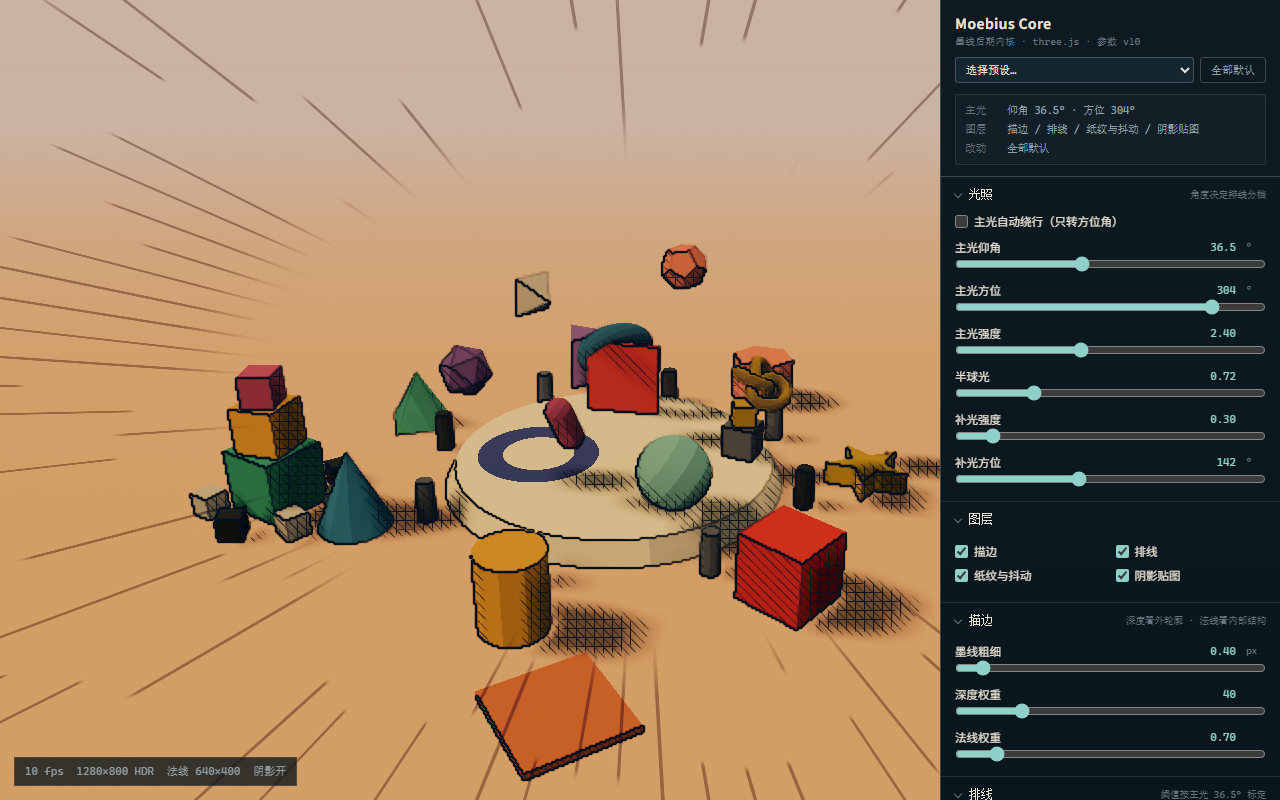 Moebius Core
墨线后期内核 · three.js · 参数 v10
选择预设…
全部默认
主光 仰角 36.5° · 方位 304°
图层 描边 / 排线 / 纸纹与抖动 / 阴影贴图
改动 全部默认
光照 角度决定排线分档
主光自动绕行（只转方位角）
主光仰角 36.5 °
主光方位 304 °
主光强度 2.40
半球光 0.72
补光强度 0.30
补光方位 142 °
图层
描边 排线
纸纹与抖动 阴影贴图
描边 深度著外轮廓 · 法线著内部结构
墨线粗细 0.40 px
深度权重 40
法线权重 0.70
排线 阈值按主光 36.5° 标定
10 fps 1280×800 HDR 法线 640×400 阴影开